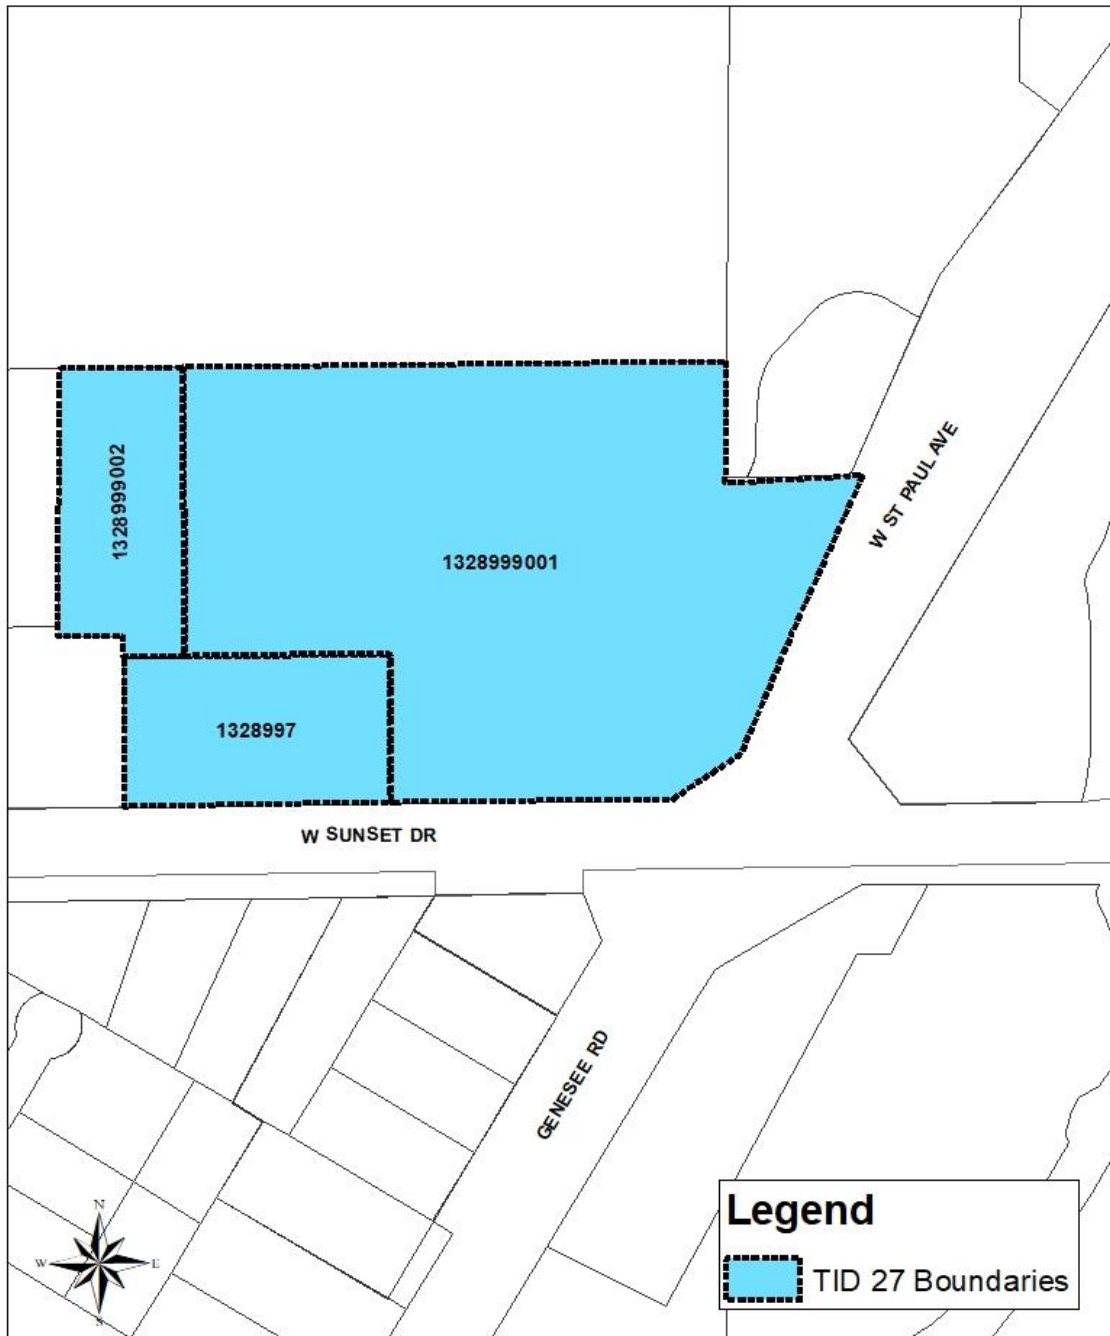 1328999002
1328999001
W ST PAUL AVE
1328997
W SUNSET DR
GENESEE RD
N
W
E
S
Legend
TID 27 Boundaries